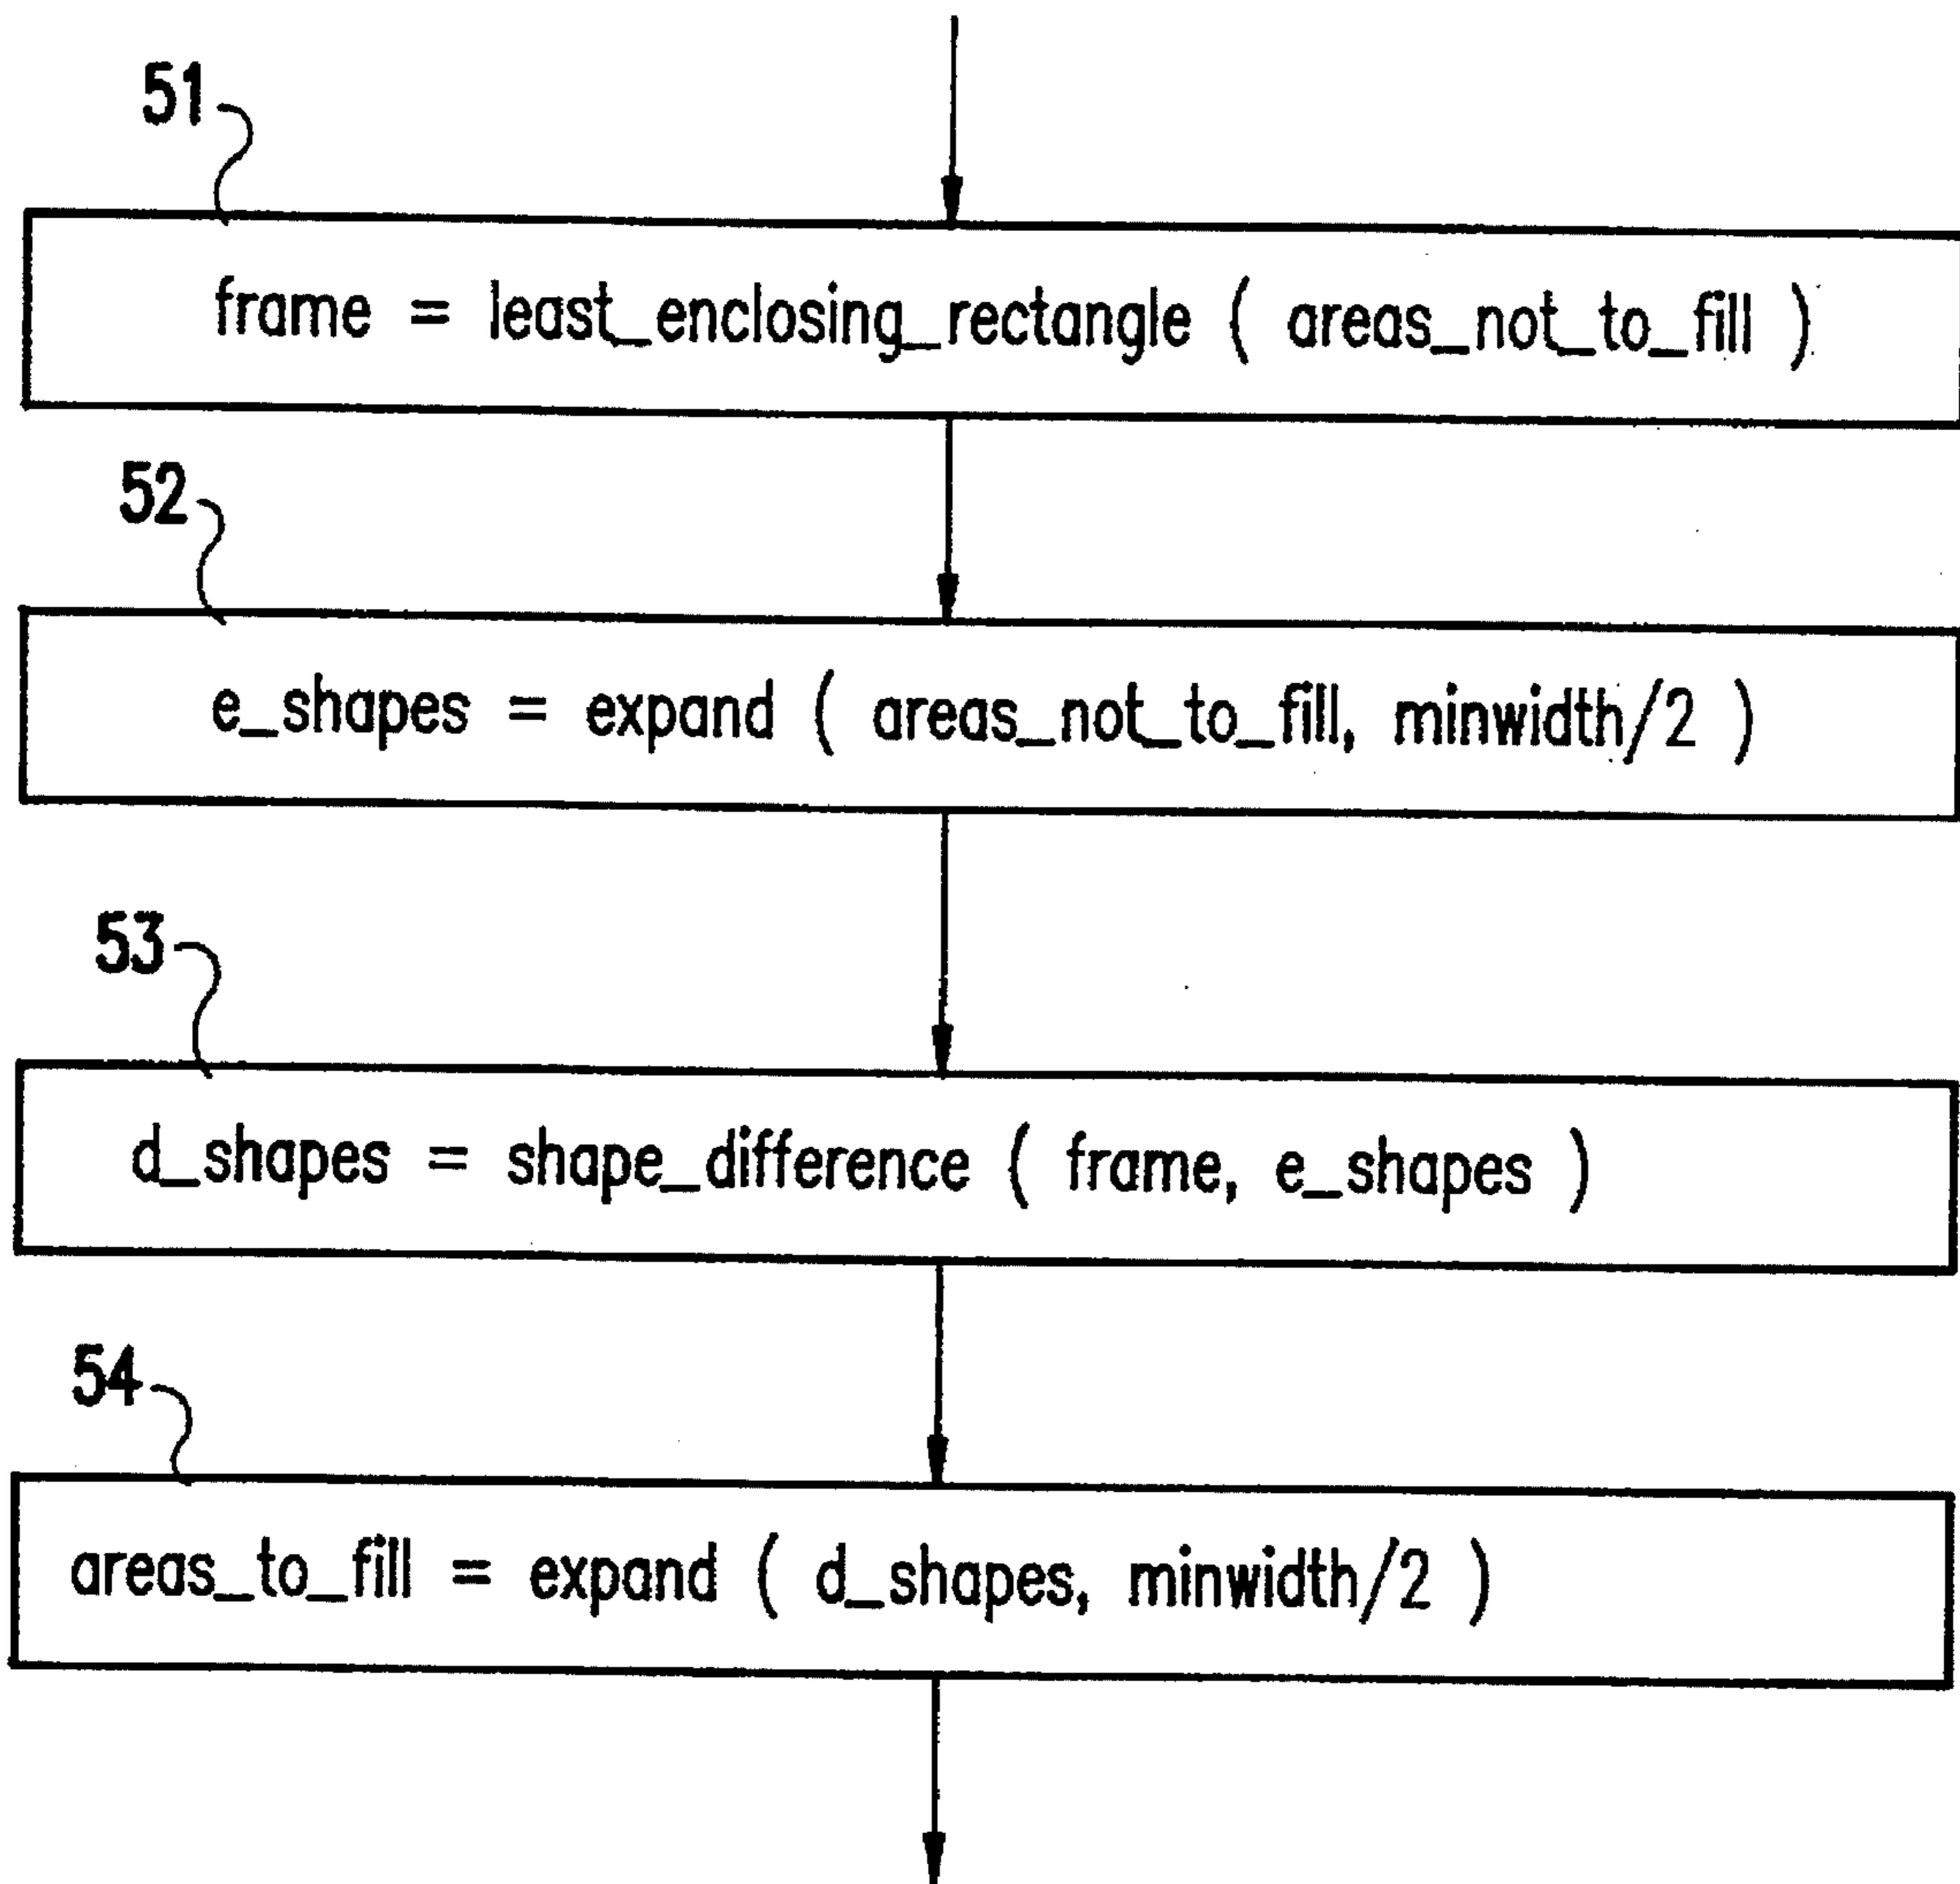 51
frame = least_enclosing_rectangle ( areas_not_to_fill )
52
e_shapes = expand ( areas_not_to_fill, minwidth/2 )
53
d_shapes = shape_difference ( frame, e_shapes )
54
areas_to_fill = expand ( d_shapes, minwidth/2 )